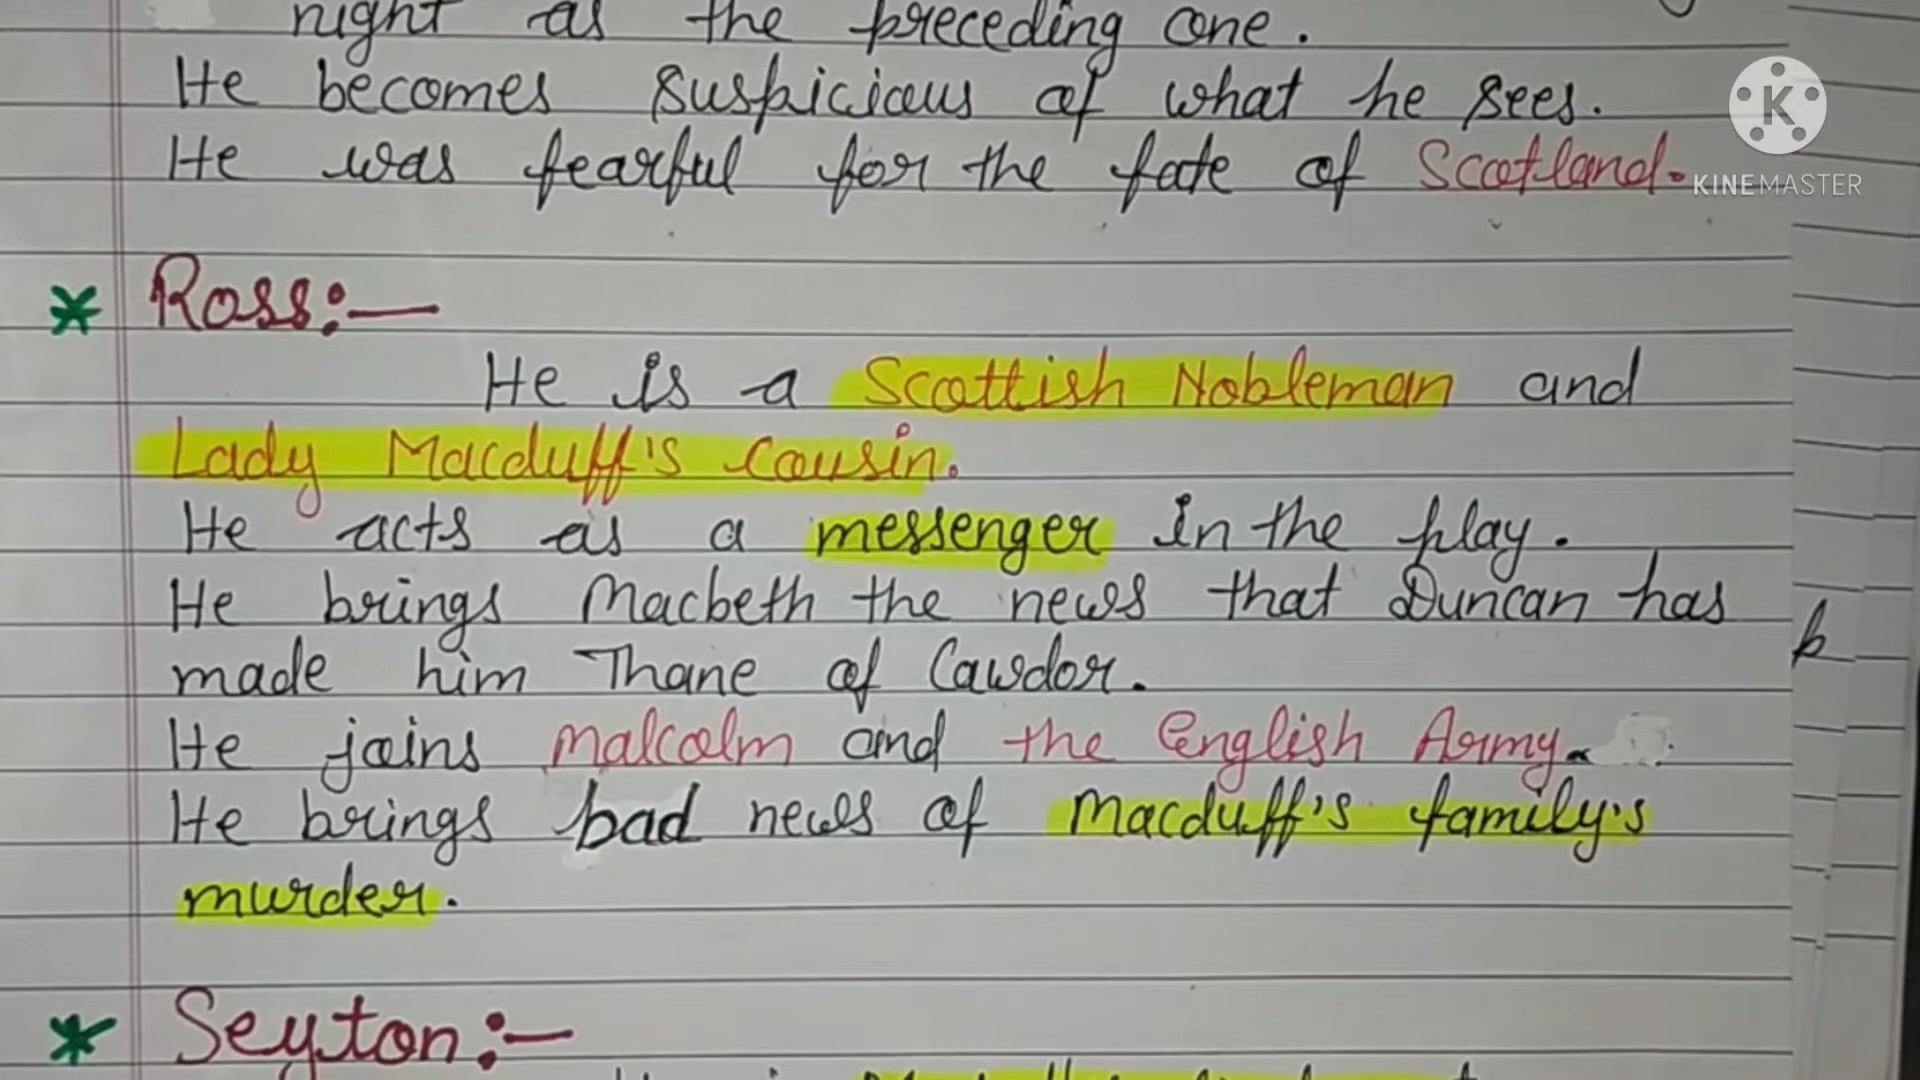 night as the preceding one.
He becomes suspicious of what he sees.
He was fearful for the fate of Scotland.
K
KINEMASTER
* Ross:—
He is a Scottish Nobleman and
Lady Macduff's cousin.
He acts as a messenger in the play.
He brings Macbeth the news that Duncan has
made him Thane of Cawdor.
He joins Malcolm and the English Army.
He brings bad news of Macduff's family's
murder.
* Seyton:—